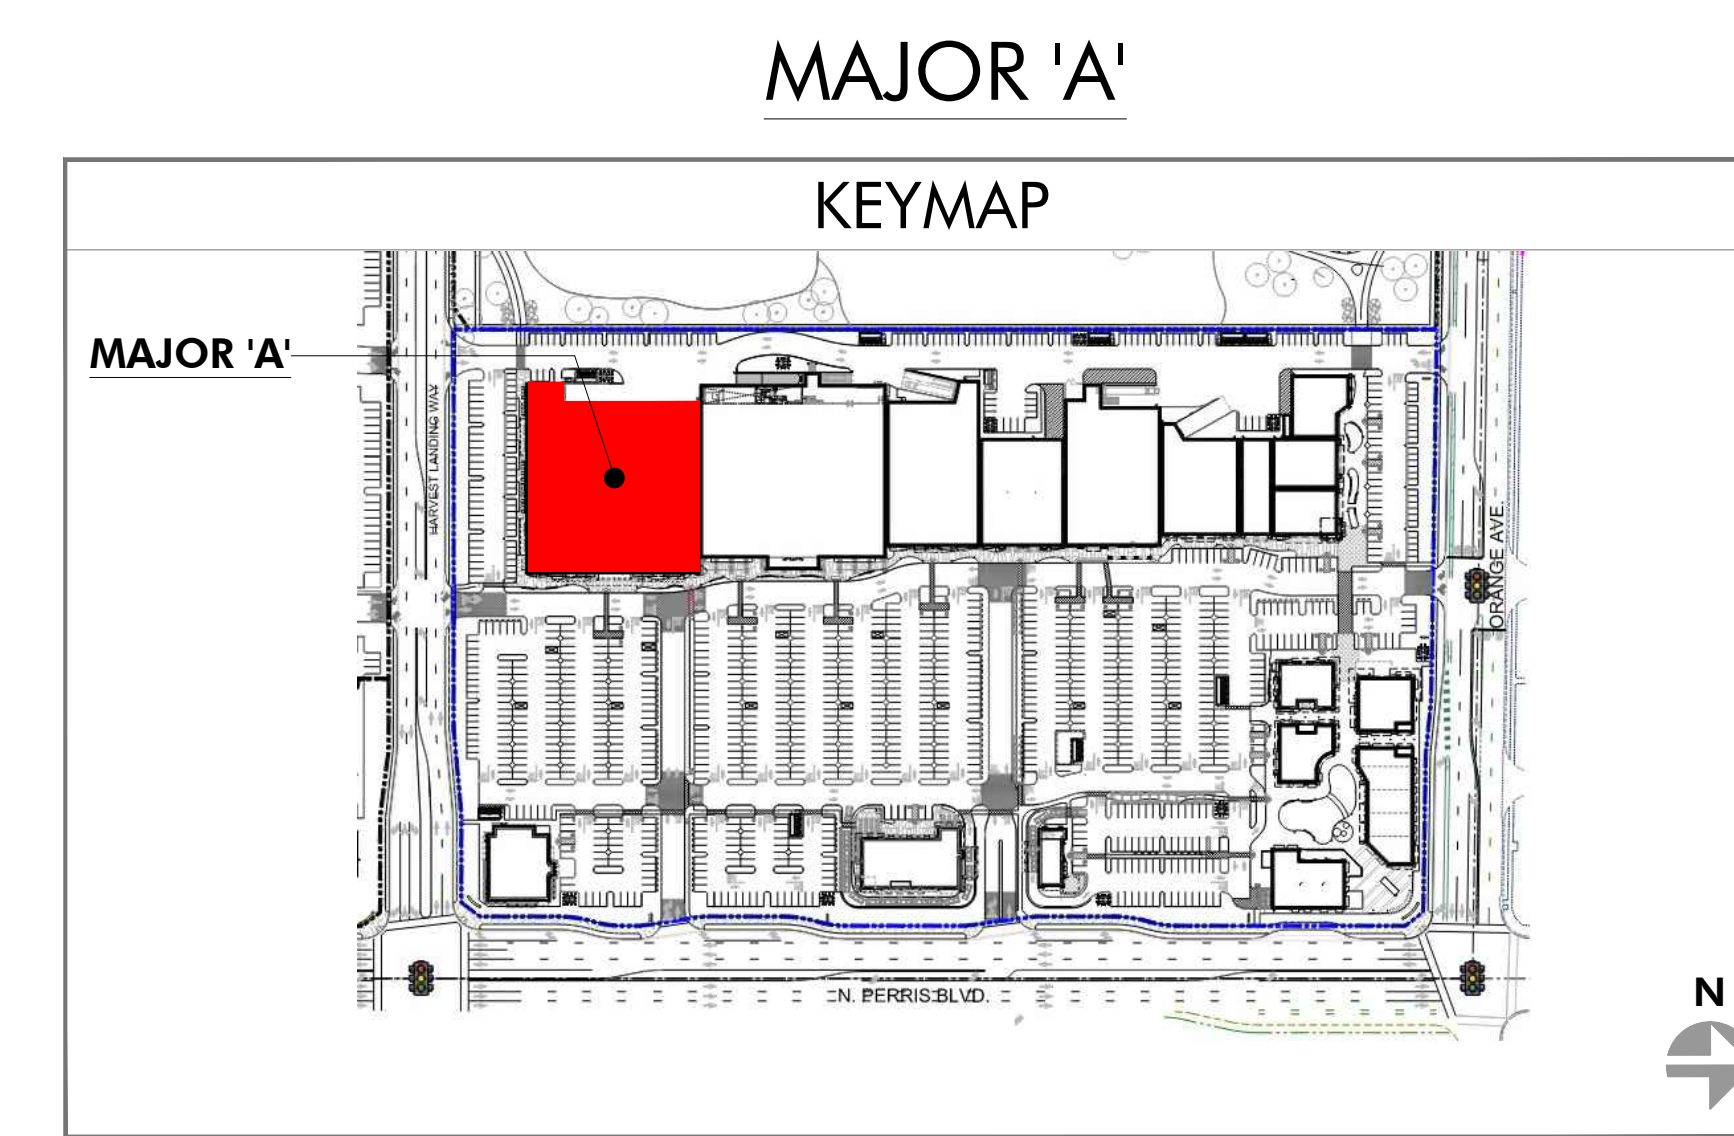 MAJOR 'A'
KEYMAP
MAJOR 'A'
HARVEST LANDING WAY
ORANGE AVE.
N. PERRIS BLVD.
N